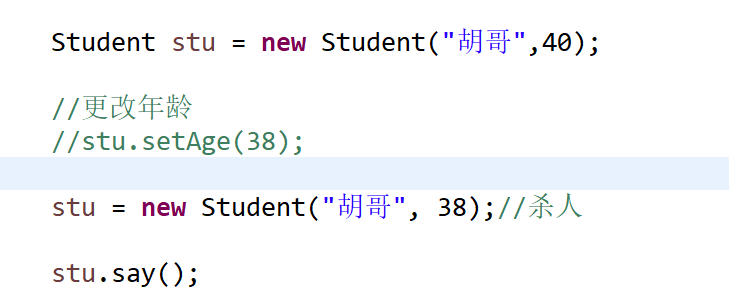 Student stu = new Student("胡哥",40);
//更改年龄
//stu.setAge(38);
stu = new Student("胡哥", 38);//杀人
stu.say();